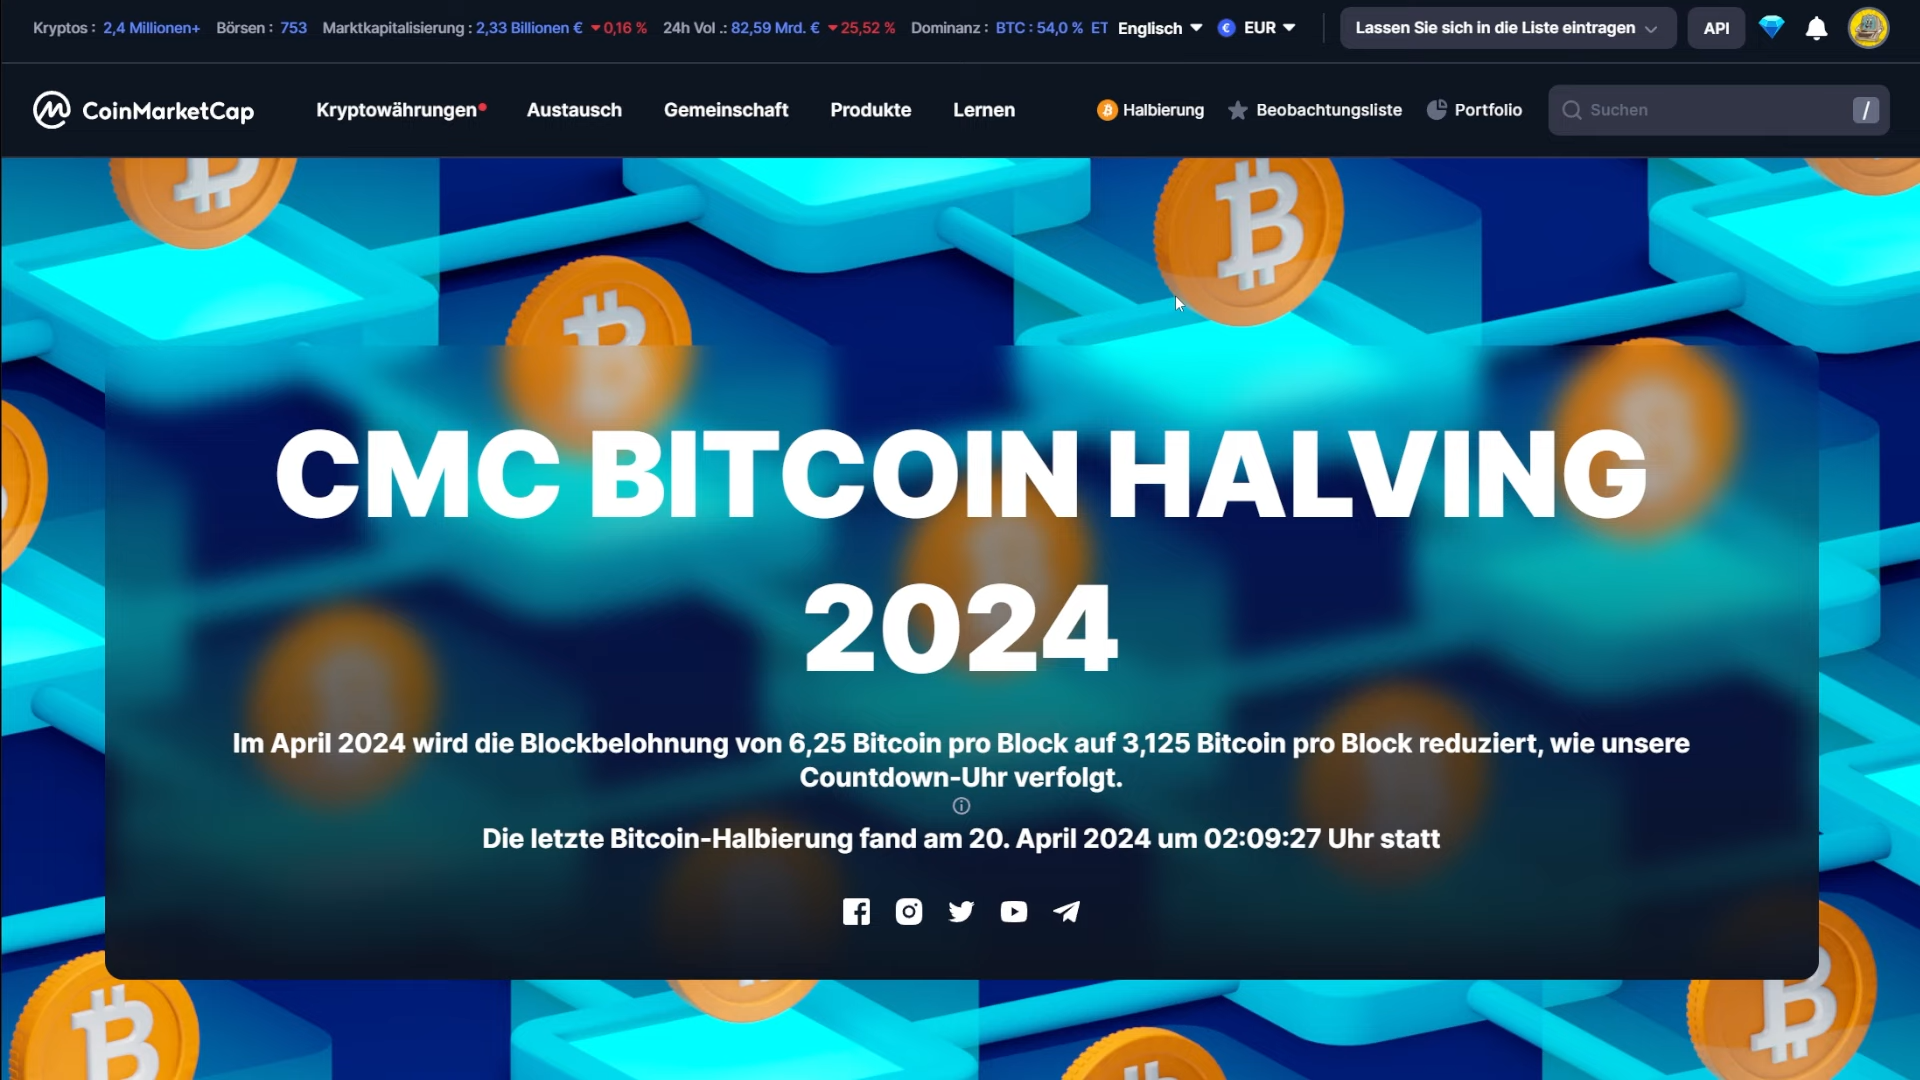 Kryptos : 2,4 Millionen+ Börsen : 753 Marktkapitalisierung : 2,33 Billionen € 0,16 % 24h Vol .: 82,59 Mrd. € 25,52 % Dominanz : BTC : 54,0 % ET Englisch € EUR Lassen Sie sich in die Liste eintragen API
CoinMarketCap Kryptowährungen Austausch Gemeinschaft Produkte Lernen Halbierung Beobachtungsliste Portfolio Suchen /
CMC BITCOIN HALVING
2024
Im April 2024 wird die Blockbelohnung von 6,25 Bitcoin pro Block auf 3,125 Bitcoin pro Block reduziert, wie unsere
Countdown-Uhr verfolgt.
Die letzte Bitcoin-Halbierung fand am 20. April 2024 um 02:09:27 Uhr statt